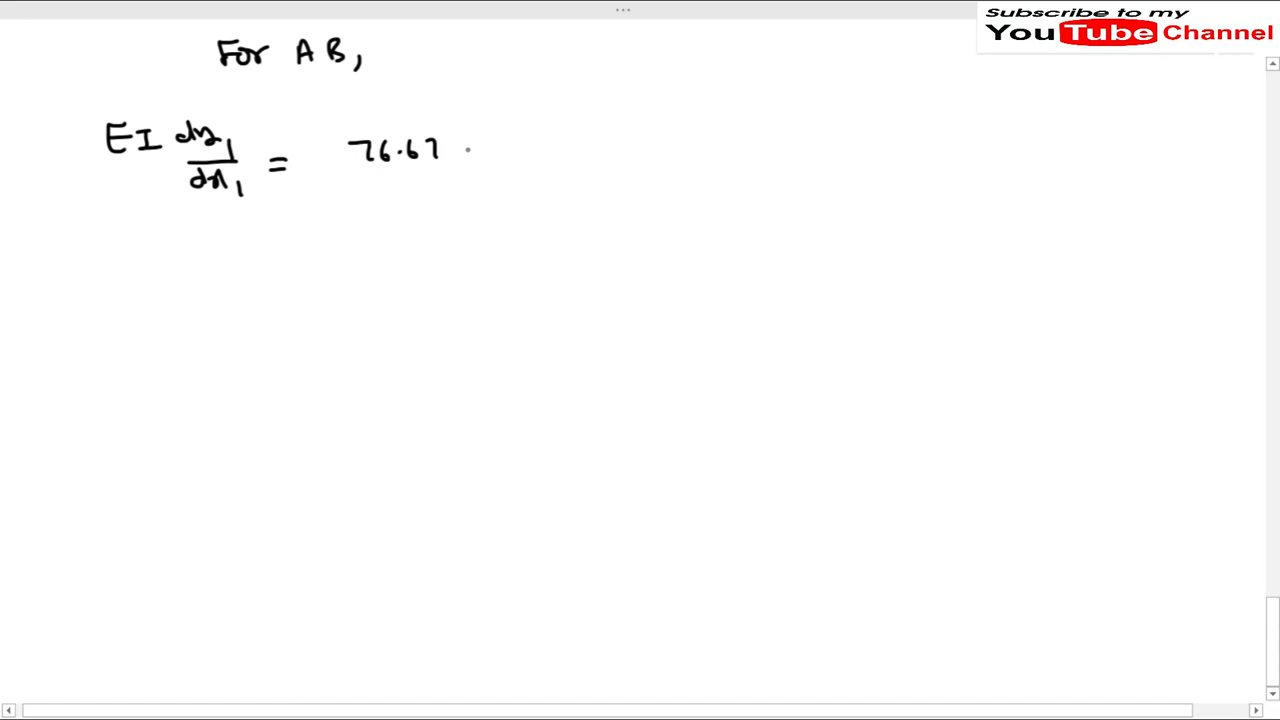 Subscribe to my
YouTube Channel
For AB,
EI dy₁/dx₁ = 76.67